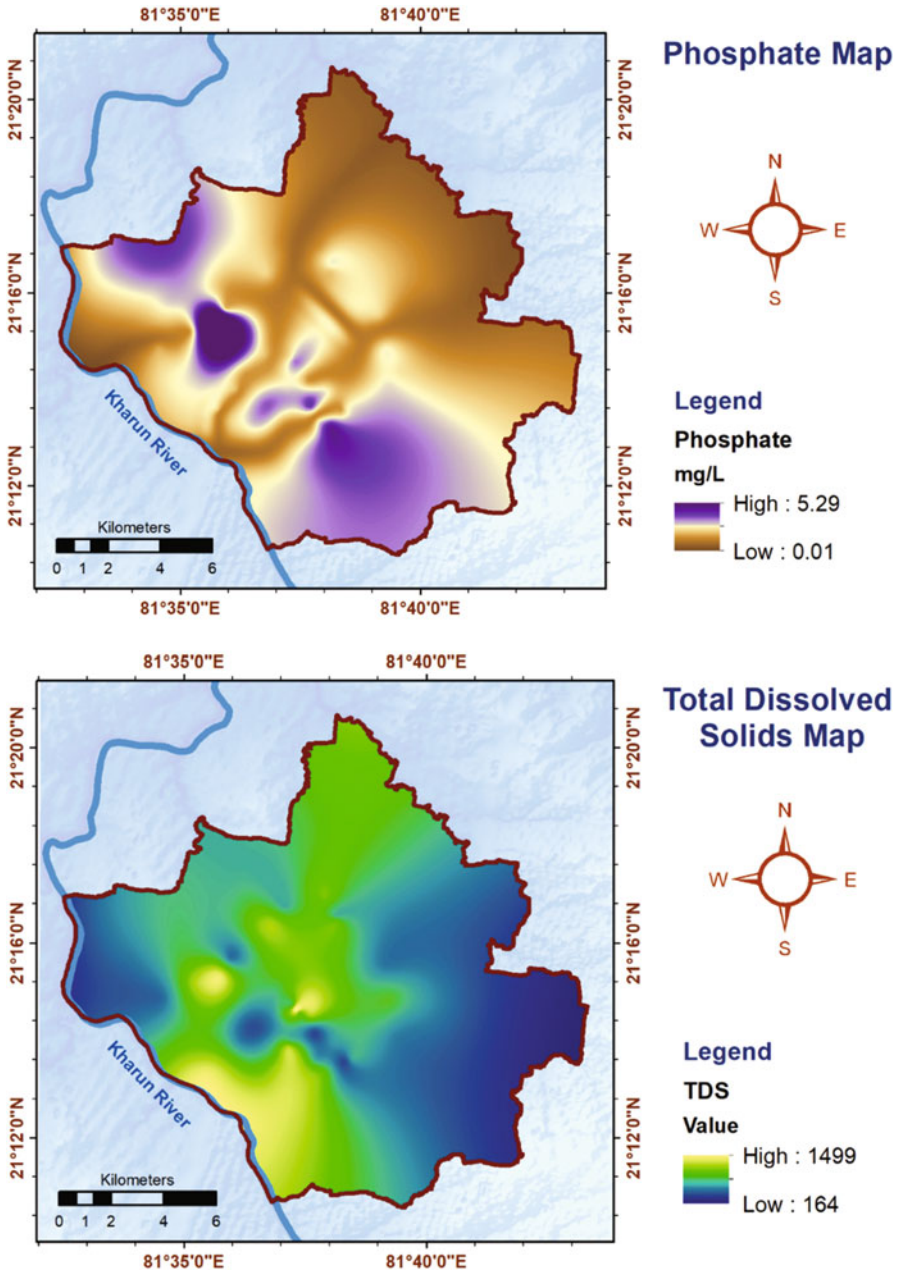 81°35'0"E 81°40'0"E
Phosphate Map
21°20'0"N 21°20'0"N
N
W E
S
21°16'0"N 21°16'0"N
Kharun River
Legend
Phosphate
mg/L
High : 5.29
Low : 0.01
21°12'0"N 21°12'0"N
Kilometers
0 1 2 4 6
81°35'0"E 81°40'0"E
81°35'0"E 81°40'0"E
Total Dissolved
Solids Map
21°20'0"N 21°20'0"N
N
W E
S
21°16'0"N 21°16'0"N
Kharun River
Legend
TDS
Value
High : 1499
Low : 164
21°12'0"N 21°12'0"N
Kilometers
0 1 2 4 6
81°35'0"E 81°40'0"E